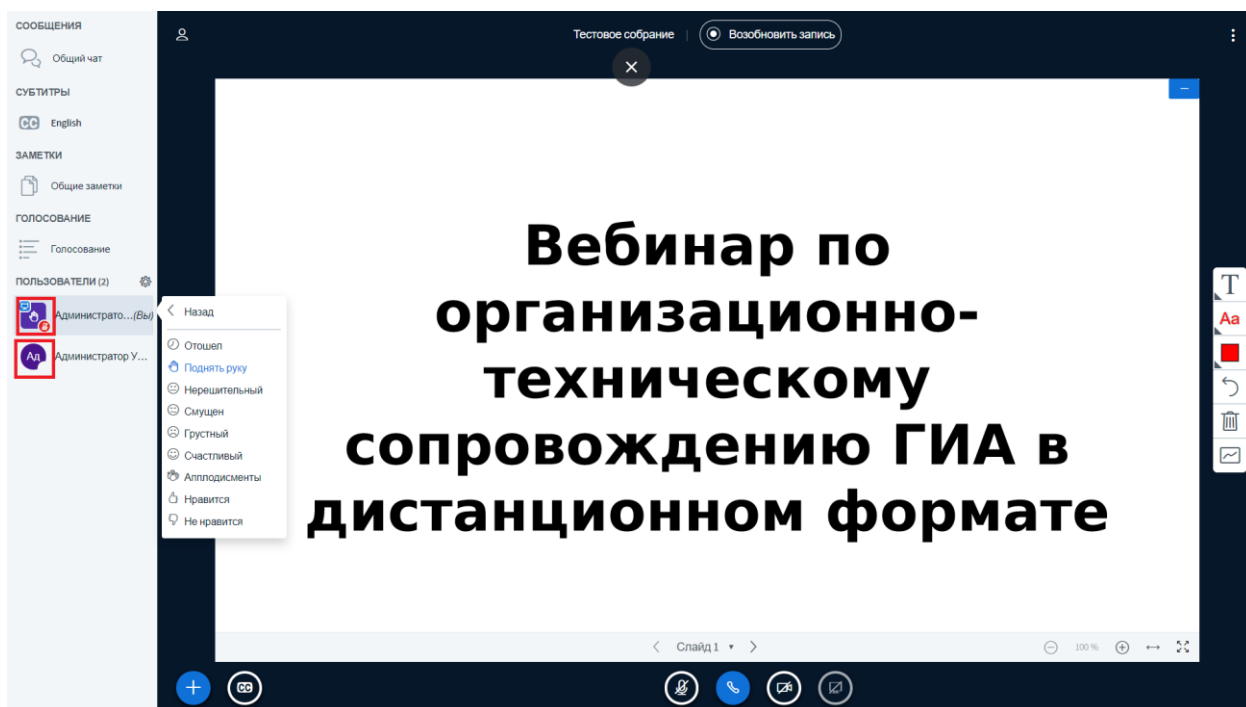 СООБЩЕНИЯ
Общий чат
СУБТИТРЫ
CC English
ЗАМЕТКИ
Общие заметки
ГОЛОСОВАНИЕ
Голосование
ПОЛЬЗОВАТЕЛИ (2)
Администрато...(Вы)
Ад Администратор У...
Назад
Отошел
Поднять руку
Нерешительный
Смущен
Грустный
Счастливый
Аппподисменты
Нравится
Не нравится
Тестовое собрание | Возобновить запись
Вебинар по
организационно-
техническому
сопровождению ГИА в
дистанционном формате
T
Aa
Слайд 1
100 %
CC